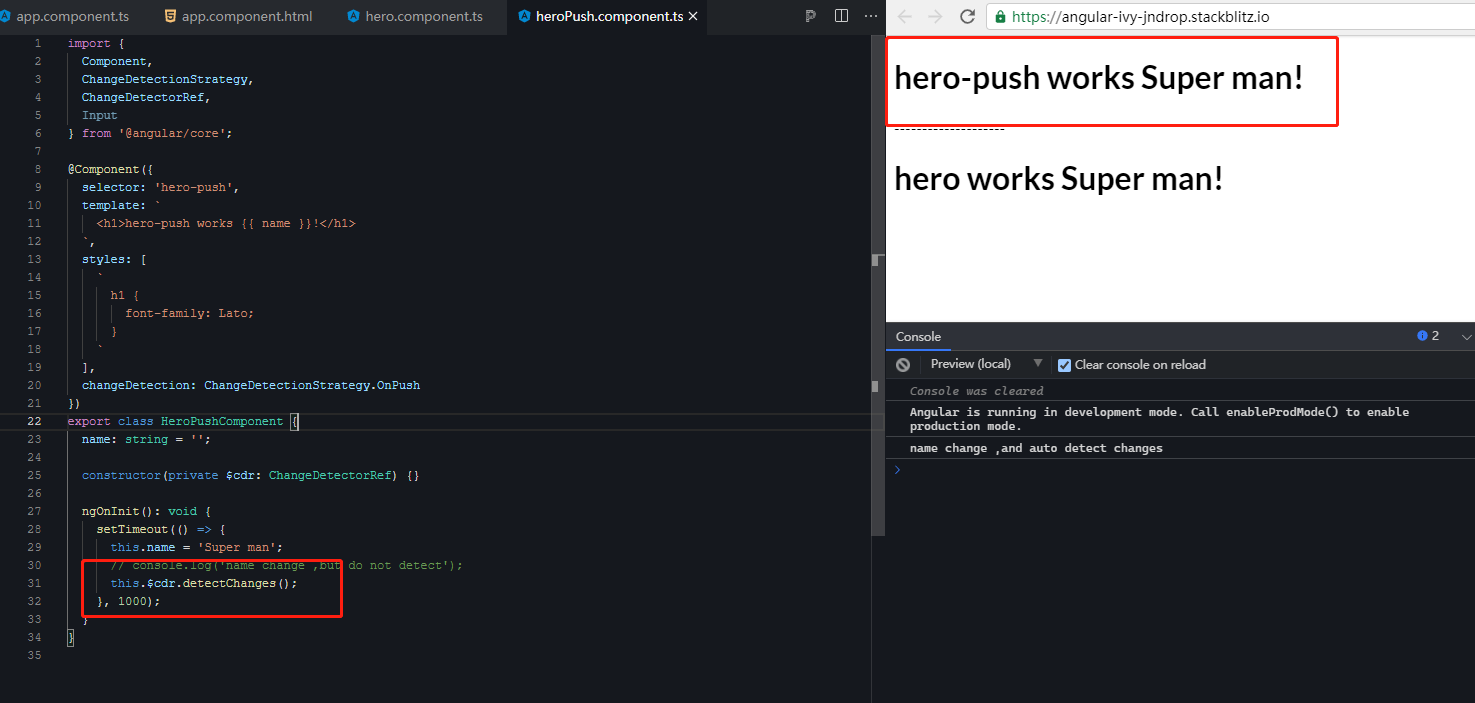 app.component.ts app.component.html hero.component.ts heroPush.component.ts
1 import {
2 Component,
3 ChangeDetectionStrategy,
4 ChangeDetectorRef,
5 Input
6 } from '@angular/core';
7
8 @Component({
9 selector: 'hero-push',
10 template: `
11 <h1>hero-push works {{ name }}!</h1>
12 `,
13 styles: [
14 `
15 h1 {
16 font-family: Lato;
17 }
18 `
19 ],
20 changeDetection: ChangeDetectionStrategy.OnPush
21 })
22 export class HeroPushComponent {
23 name: string = '';
24
25 constructor(private $cdr: ChangeDetectorRef) {}
26
27 ngOnInit(): void {
28 setTimeout(() => {
29 this.name = 'Super man';
30 // console.log('name change ,but do not detect');
31 this.$cdr.detectChanges();
32 }, 1000);
33 }
34 }
35
https://angular-ivy-jndrop.stackblitz.io
hero-push works Super man!
--------------------
hero works Super man!
Console 2
Preview (local) Clear console on reload
Console was cleared
Angular is running in development mode. Call enableProdMode() to enable
production mode.
name change ,and auto detect changes